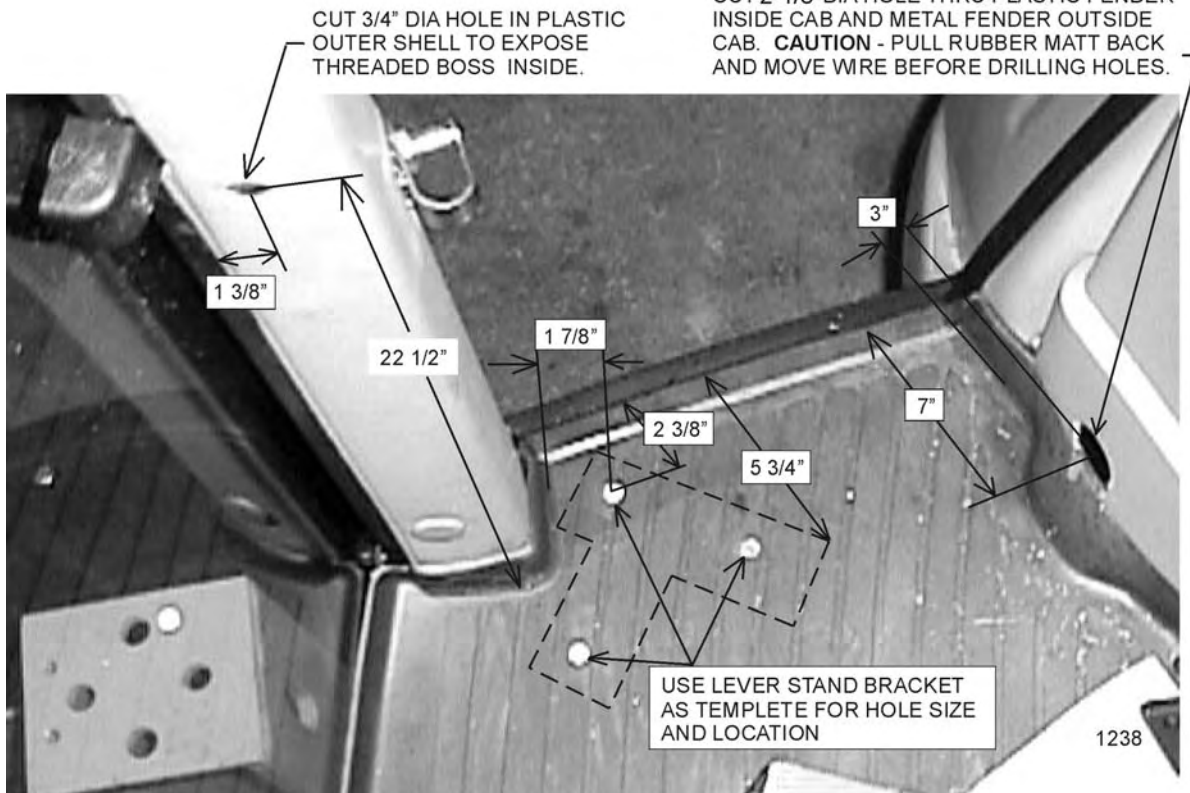 CUT 3/4" DIA HOLE IN PLASTIC
OUTER SHELL TO EXPOSE
THREADED BOSS INSIDE.
INSIDE CAB AND METAL FENDER OUTSIDE
CAB. CAUTION - PULL RUBBER MATT BACK
AND MOVE WIRE BEFORE DRILLING HOLES.
3"
1 3/8"
22 1/2"
1 7/8"
2 3/8"
7"
5 3/4"
USE LEVER STAND BRACKET
AS TEMPLETE FOR HOLE SIZE
AND LOCATION
1238